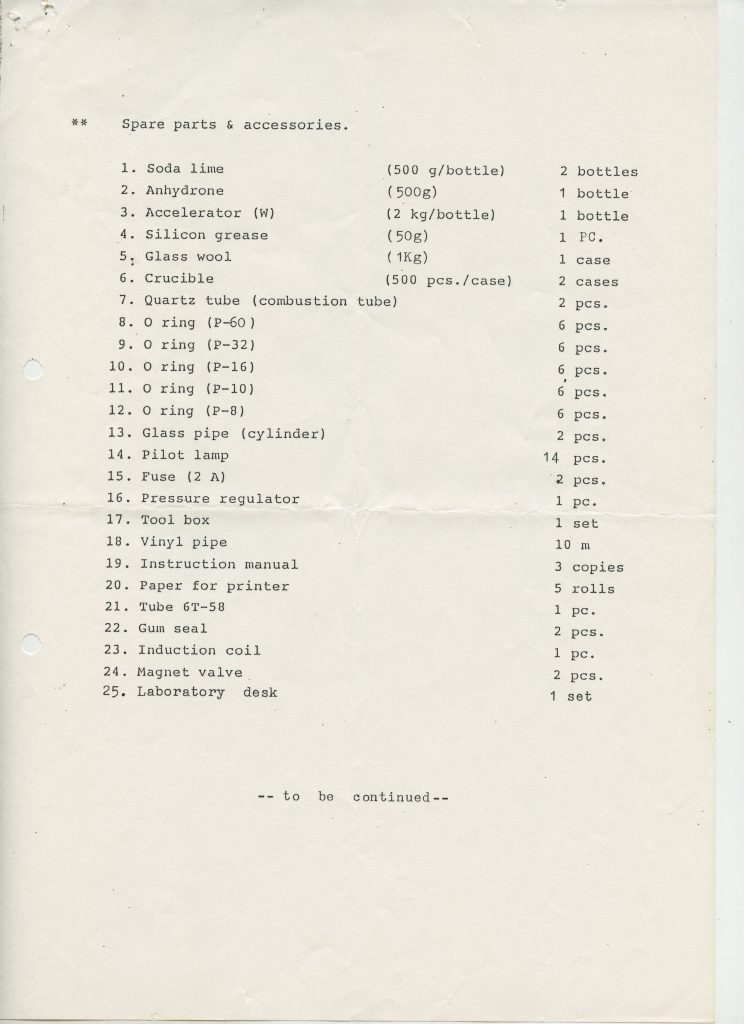 ** Spare parts & accessories.
1. Soda lime (500 g/bottle) 2 bottles
2. Anhydrone (500g) 1 bottle
3. Accelerator (W) (2 kg/bottle) 1 bottle
4. Silicon grease (50g) 1 PC.
5. Glass wool (1Kg) 1 case
6. Crucible (500 pcs./case) 2 cases
7. Quartz tube (combustion tube) 2 pcs.
8. O ring (P-60) 6 pcs.
9. O ring (P-32) 6 pcs.
10. O ring (P-16) 6 pcs.
11. O ring (P-10) 6 pcs.
12. O ring (P-8) 6 pcs.
13. Glass pipe (cylinder) 2 pcs.
14. Pilot lamp 14 pcs.
15. Fuse (2 A) 2 pcs.
16. Pressure regulator 1 pc.
17. Tool box 1 set
18. Vinyl pipe 10 m
19. Instruction manual 3 copies
20. Paper for printer 5 rolls
21. Tube 6T-58 1 pc.
22. Gum seal 2 pcs.
23. Induction coil 1 pc.
24. Magnet valve 2 pcs.
25. Laboratory desk 1 set
-- to be continued--